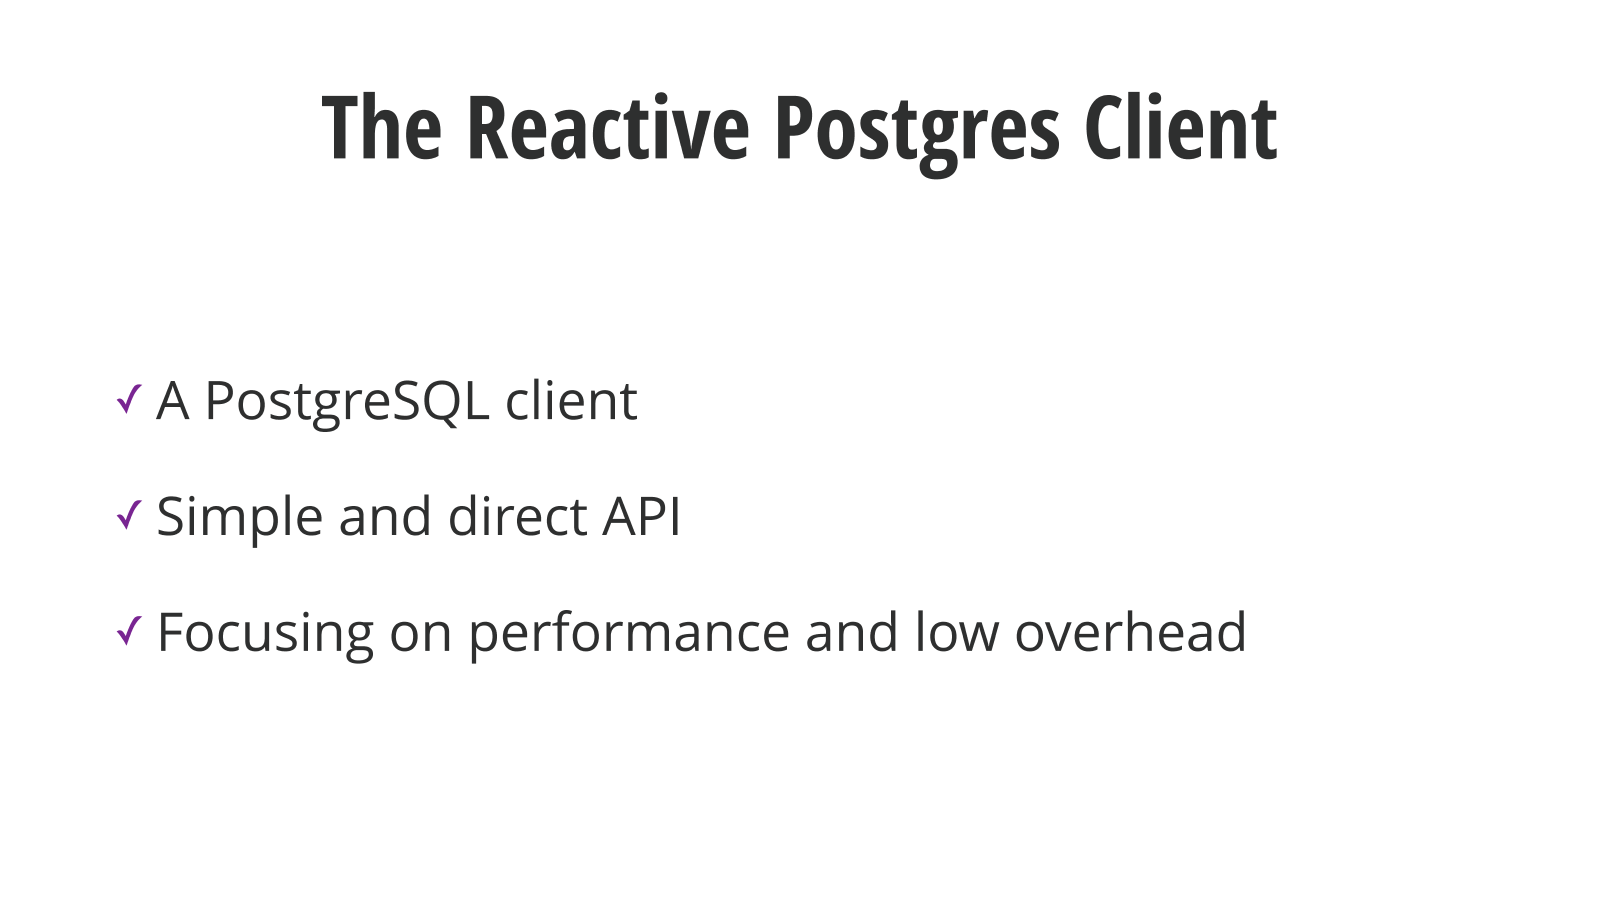 The Reactive Postgres Client
✓ A PostgreSQL client
✓ Simple and direct API
✓ Focusing on performance and low overhead